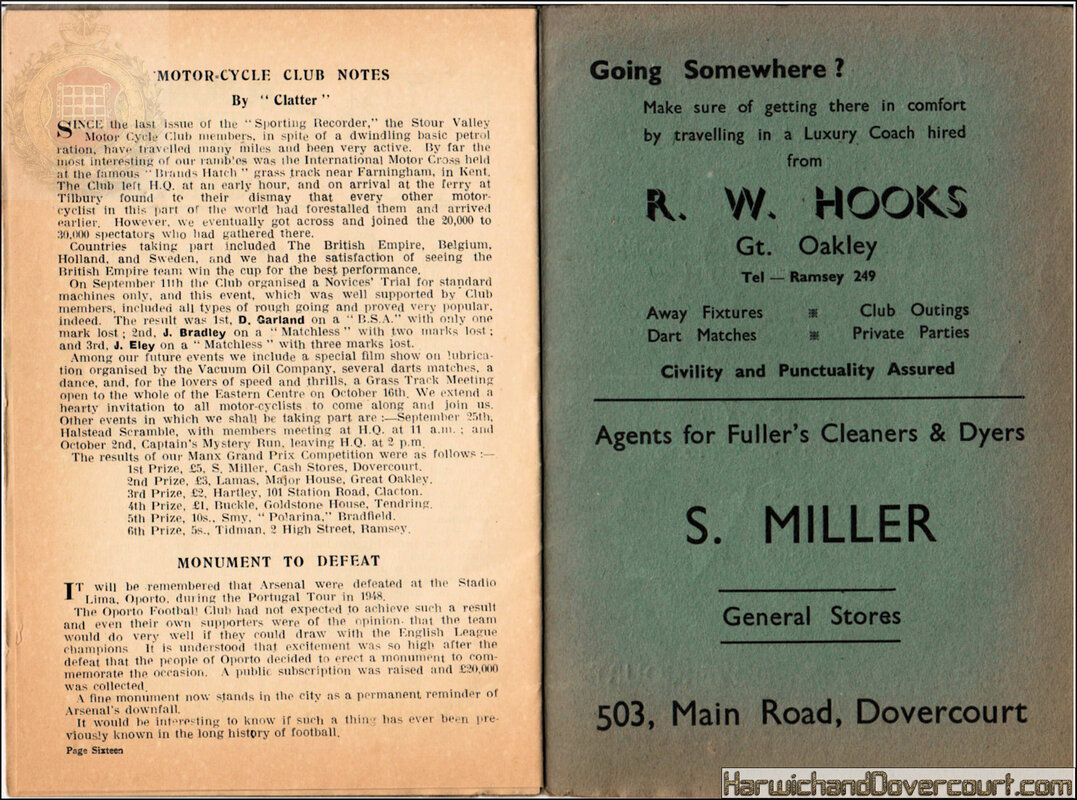 MOTOR-CYCLE CLUB NOTES
By "Clatter"
SINCE the last issue of the "Sporting Recorder," the Stour Valley
Motor Cycle Club members, in spite of a dwindling basic petrol
ration, have travelled many miles and been very active. By far the
most interesting of our rambles was the International Motor Cross held
at the famous "Brands Hatch" grass track near Farningham, in Kent.
The Club left H.Q. at an early hour, and on arrival at the ferry at
Tilbury found to their dismay that every other motor-
cyclist in this part of the world had forestalled them and arrived
earlier. However, we eventually got across and joined the 20,000 to
30,000 spectators who had gathered there.
Countries taking part included The British Empire, Belgium,
Holland, and Sweden, and we had the satisfaction of seeing the
British Empire team win the cup for the best performance.
On September 11th the Club organised a Novices' Trial for standard
machines only, and this event, which was well supported by Club
members, included all types of rough going and proved very popular,
indeed. The result was 1st, D. Garland on a "B.S.A." with only one
mark lost; 2nd, J. Bradley on a "Matchless" with two marks lost;
and 3rd, J. Eley on a "Matchless" with three marks lost.
Among our future events we include a special film show on lubrica-
tion organised by the Vacuum Oil Company, several darts matches, a
dance, and, for the lovers of speed and thrills, a Grass Track Meeting
open to the whole of the Eastern Centre on October 16th. We extend a
hearty invitation to all motor-cyclists to come along and join us.
Other events in which we shall be taking part are :—September 25th,
Halstead Scramble, with members meeting at H.Q. at 11 a.m.; and
October 2nd, Captain's Mystery Run, leaving H.Q. at 2 p.m.
The results of our Manx Grand Prix Competition were as follows :—
1st Prize, £5, S. Miller, Cash Stores, Dovercourt.
2nd Prize, £3, Lamas, Major House, Great Oakley.
3rd Prize, £2, Hartley, 101 Station Road, Clacton.
4th Prize, £1, Buckle, Goldstone House, Tendring.
5th Prize, 10s., Smy, "Polarina," Bradfield.
6th Prize, 5s., Tidman, 2 High Street, Ramsey.
MONUMENT TO DEFEAT
IT will be remembered that Arsenal were defeated at the Stadio
Lima, Oporto, during the Portugal Tour in 1948.
The Oporto Football Club had not expected to achieve such a result
and even their own supporters were of the opinion that the team
would do very well if they could draw with the English League
champions It is understood that excitement was so high after the
defeat that the people of Oporto decided to erect a monument to com-
memorate the occasion. A public subscription was raised and £20,000
was collected.
A fine monument now stands in the city as a permanent reminder of
Arsenal's downfall.
It would be interesting to know if such a thing has ever been pre-
viously known in the long history of football.
Page Sixteen
Going Somewhere?
Make sure of getting there in comfort
by travelling in a Luxury Coach hired
from
R. W. HOOKS
Gt. Oakley
Tel — Ramsey 249
Away Fixtures Club Outings
Dart Matches Private Parties
Civility and Punctuality Assured
Agents for Fuller's Cleaners & Dyers
S. MILLER
General Stores
503, Main Road, Dovercourt
HarwichandDovercourt.com